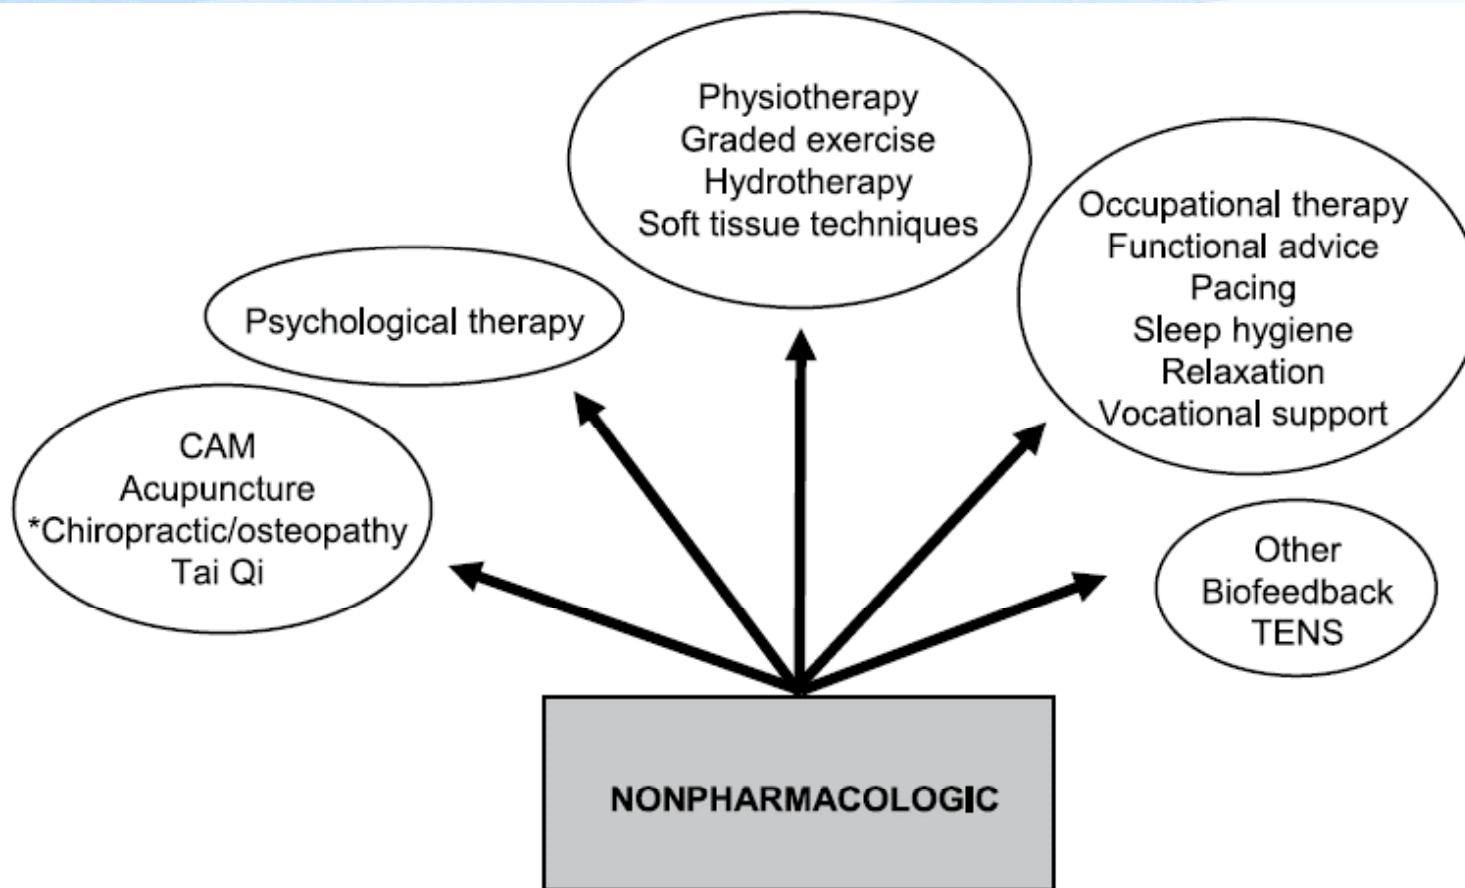 Physiotherapy
Graded exercise
Hydrotherapy
Soft tissue techniques
Occupational therapy
Functional advice
Pacing
Sleep hygiene
Relaxation
Vocational support
Psychological therapy
CAM
Acupuncture
*Chiropractic/osteopathy
Tai Qi
Other
Biofeedback
TENS
NONPHARMACOLOGIC